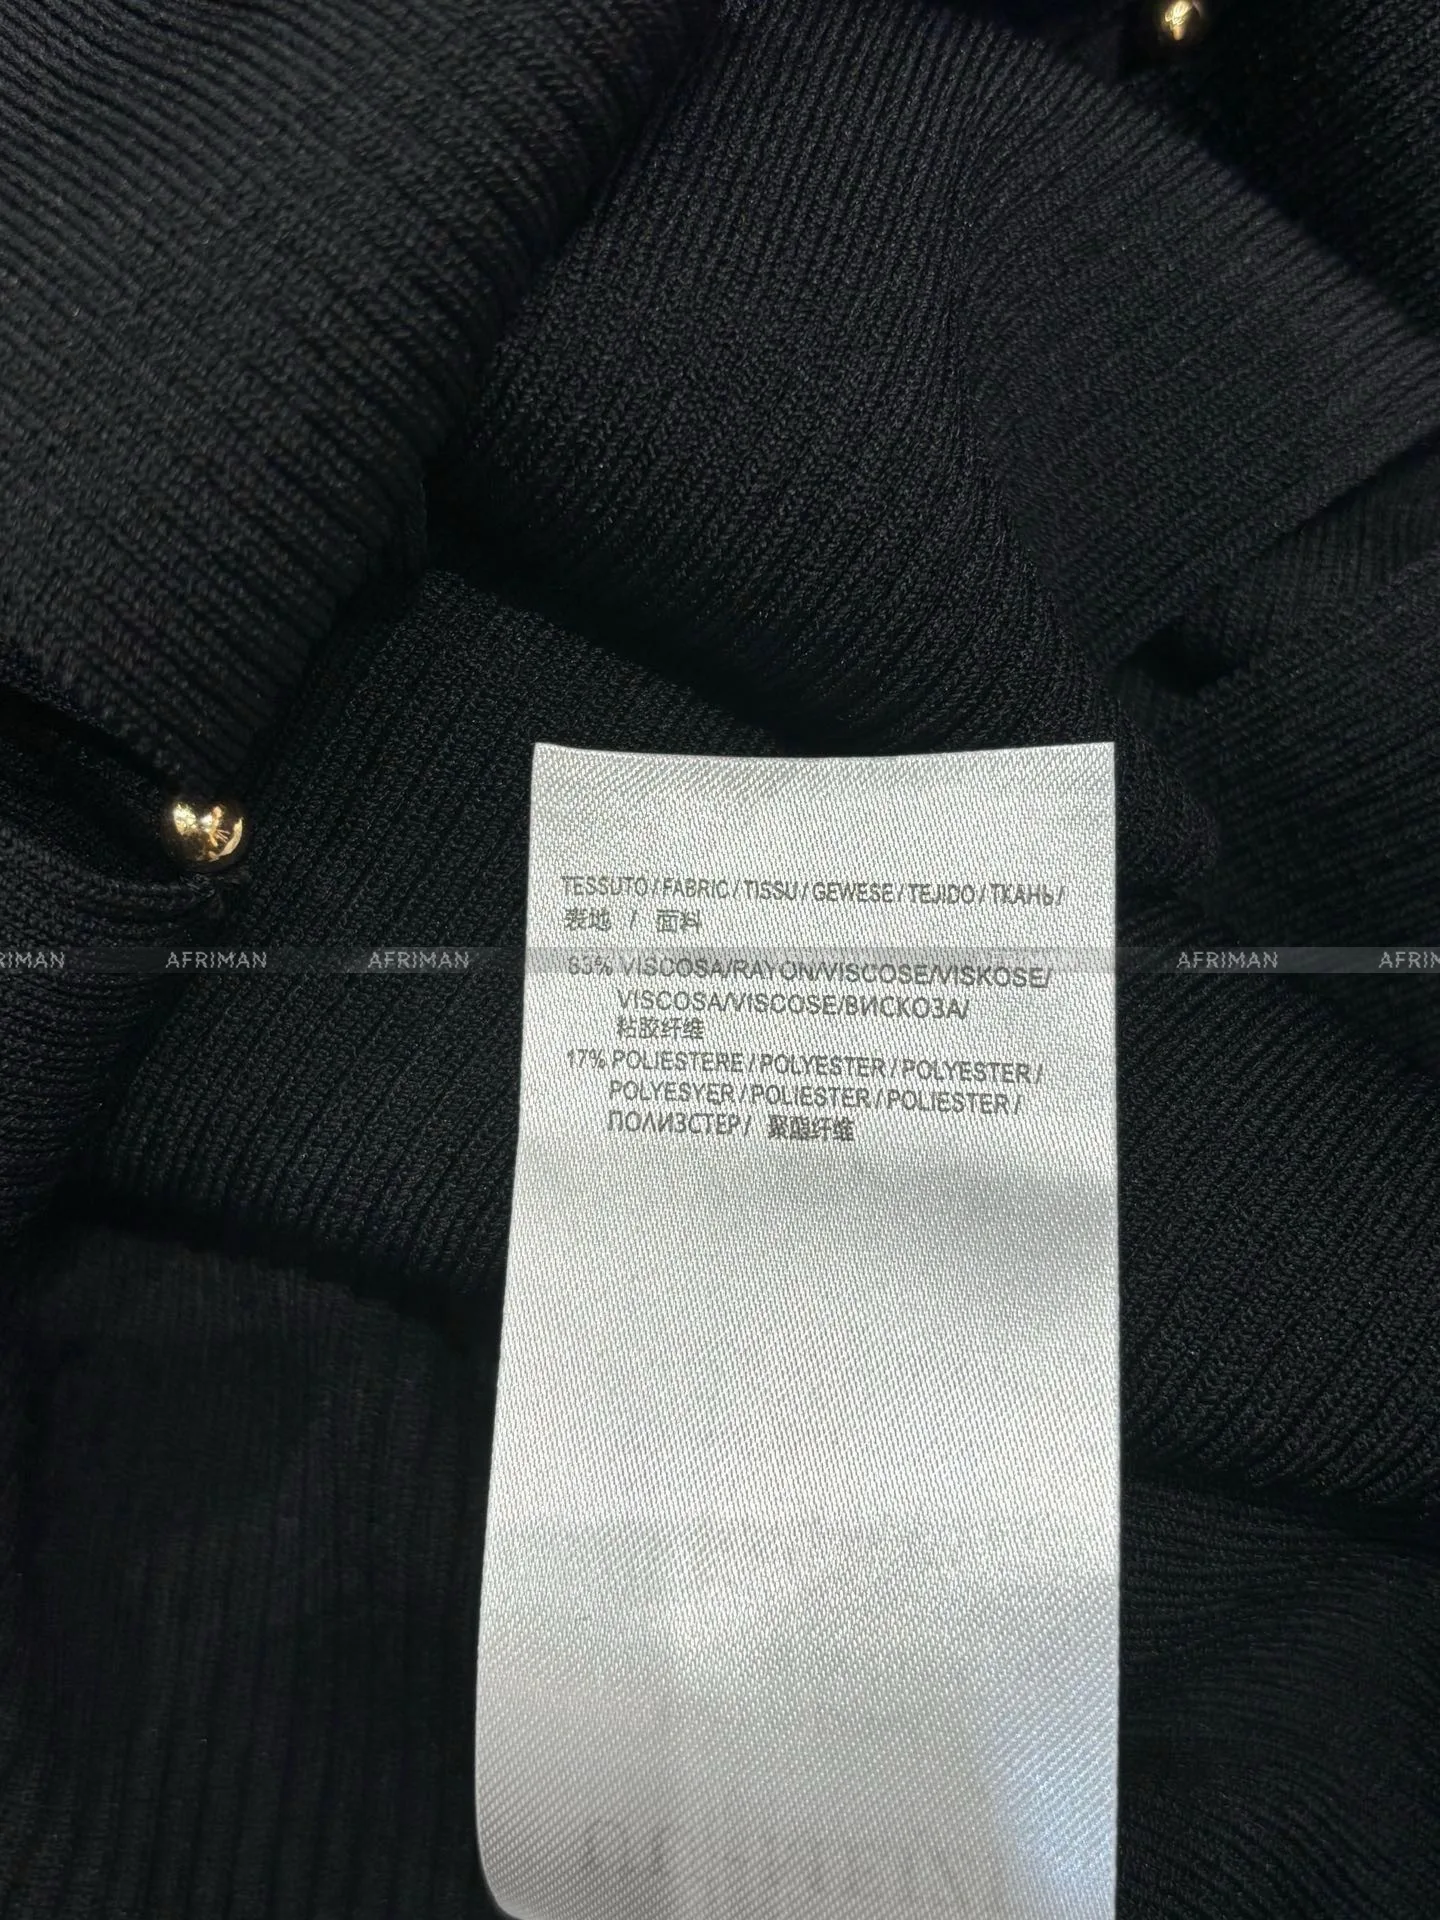 TESSUTO / FABRIC / TISSU / GEWESE / TEJIDO / ТКАНЬ /
表地 / 面料
AFRIMAN AFRIMAN AFRIMAN AFRIMAN
83% VISCOSA/RAYON/VISCOSE/VISKOSE/
VISCOSA/VISCOSE/ВИСКОЗА/
粘胶纤维
17% POLIESTERE / POLYESTER / POLYESTER /
POLYESYER / POLIESTER / POLIESTER /
ПОЛИЗСТЕР / 聚酯纤维